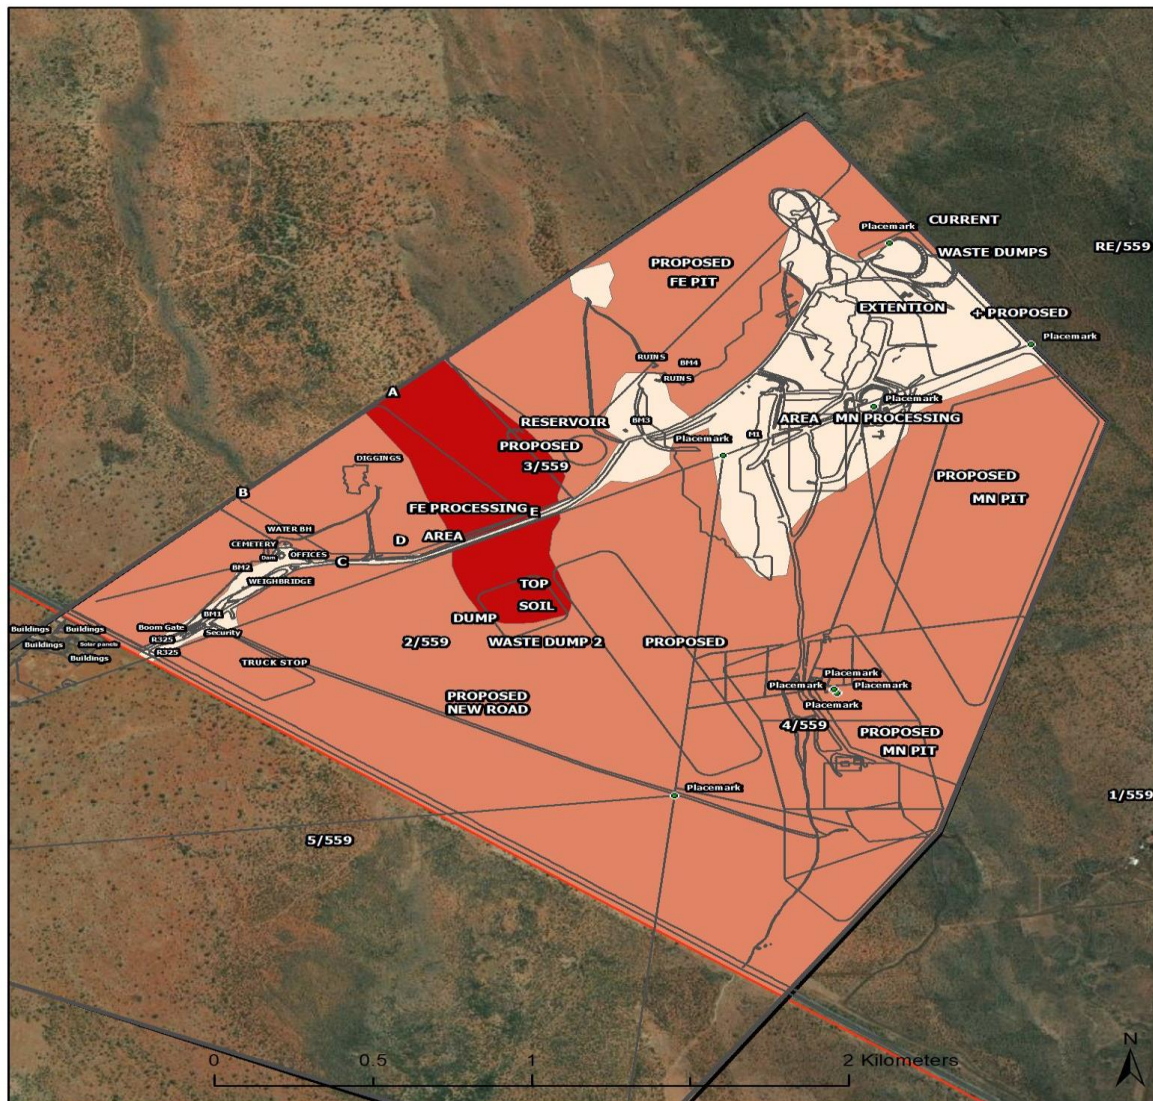 CURRENT
Placemark
RE/559
WASTE DUMPS
PROPOSED
FE PIT
EXTENTION
+ PROPOSED
Placemark
RUINS
BM4
RUINS
A
Placemark
RESERVOIR
BM3
AREA
MN PROCESSING
M1
Placemark
PROPOSED
3/559
DIGGINGS
PROPOSED
MN PIT
B
FE PROCESSING
E
WATER BH
AREA
D
CEMETERY
OFFICES
Dam
C
BM2
WEIGHBRIDGE
TOP
SOIL
BM1
DUMP
Buildings
Buildings
Boom Gate
Security
R325
Buildings
Solar panels
R325
Buildings
2/559
WASTE DUMP 2
PROPOSED
TRUCK STOP
Placemark
Placemark
Placemark
PROPOSED
NEW ROAD
Placemark
4/559
PROPOSED
MN PIT
Placemark
1/559
5/559
N
0
0.5
1
2 Kilometers